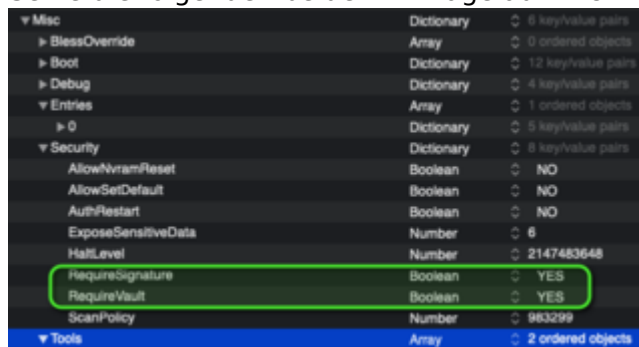 Misc Dictionary 6 key/value pairs
BlessOverride Array 0 ordered objects
Boot Dictionary 12 key/value pairs
Debug Dictionary 4 key/value pairs
Entries Array 1 ordered objects
0 Dictionary 5 key/value pairs
Security Dictionary 8 key/value pairs
AllowNvramReset Boolean NO
AllowSetDefault Boolean NO
AuthRestart Boolean NO
ExposeSensitiveData Number 6
HaltLevel Number 2147483648
RequireSignature Boolean YES
RequireVault Boolean YES
ScanPolicy Number 983299
Tools Array 2 ordered objects